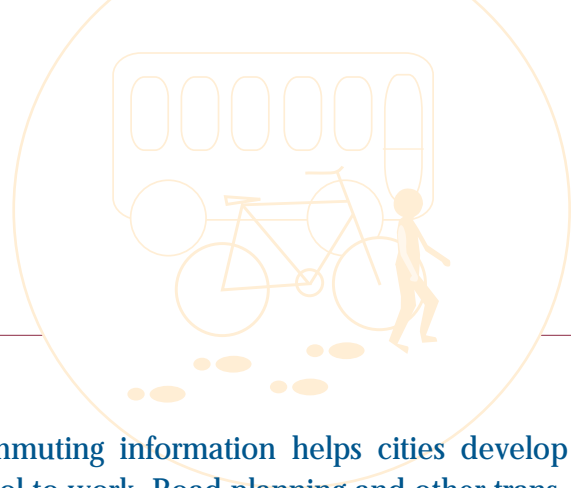 mmuting information helps cities develop
ol to work. Road planning and other trans-